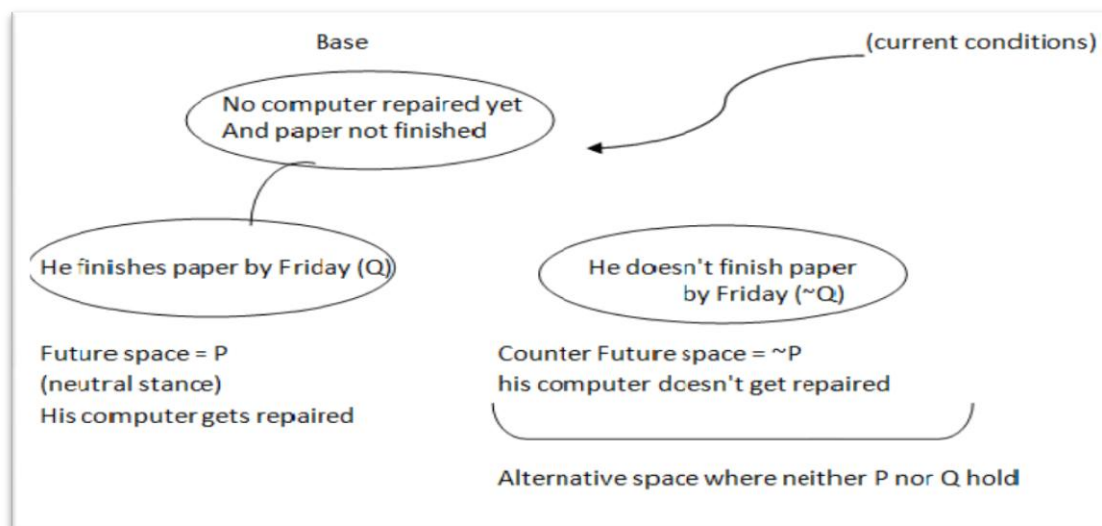 Base
(current conditions)
No computer repaired yet
And paper not finished
He finishes paper by Friday (Q)
He doesn't finish paper
by Friday (~Q)
Future space = P
(neutral stance)
His computer gets repaired
Counter Future space = ~P
his computer doesn't get repaired
Alternative space where neither P nor Q hold